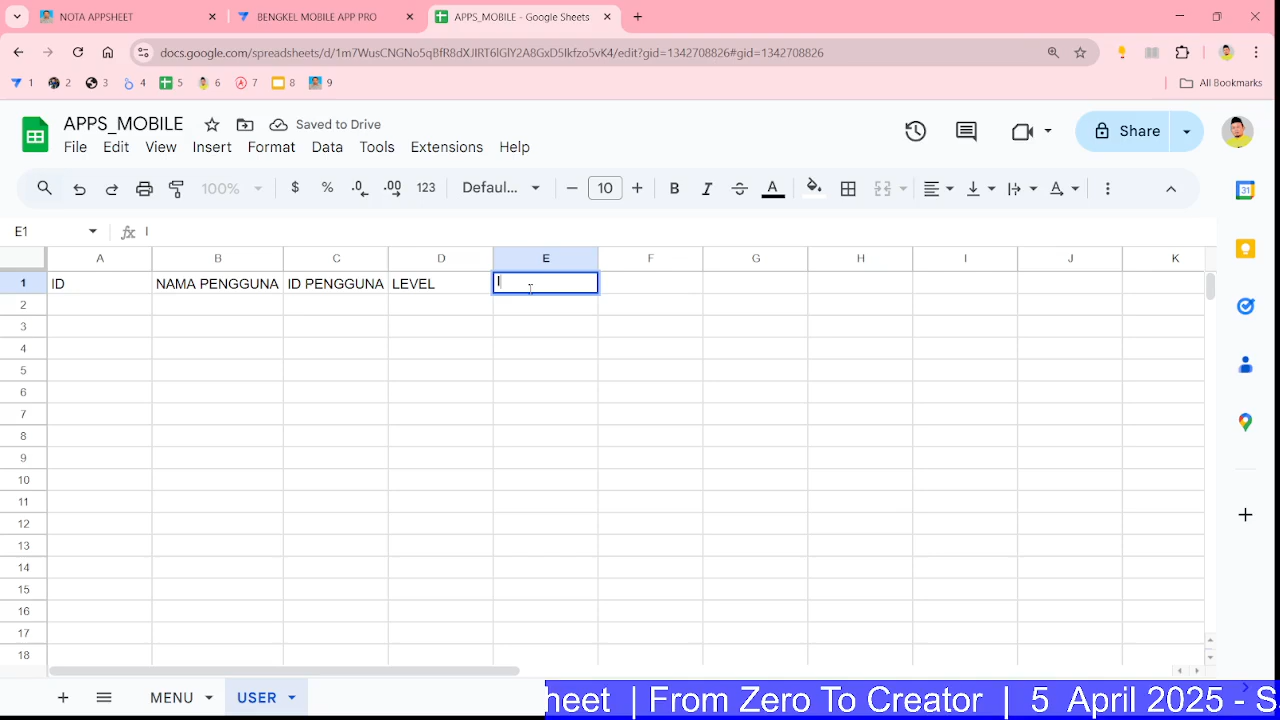 NOTA APPSHEET
BENGKEL MOBILE APP PRO
APPS_MOBILE - Google Sheets
docs.google.com/spreadsheets/d/1m7WusCNGNo5qBfR8dXJlRT6lGlY2A8GxD5lkfzo5vK4/edit?gid=1342708826#gid=1342708826
1 2 3 4 5 6 7 8 9 All Bookmarks
APPS_MOBILE Saved to Drive
File Edit View Insert Format Data Tools Extensions Help
Share
100% $ % .0 .00 123 Defaul... 10 B I A
E1 fx I
A B C D E F G H I J K
1 ID NAMA PENGGUNA ID PENGGUNA LEVEL I
2
3
4
5
6
7
8
9
10
11
12
13
14
15
16
17
18
MENU USER
heet | From Zero To Creator | 5 April 2025 - S
31